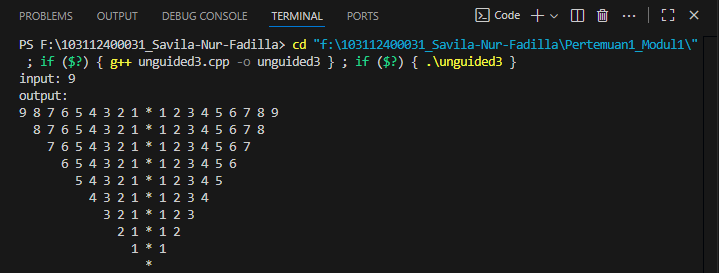 PROBLEMS OUTPUT DEBUG CONSOLE TERMINAL PORTS Code
PS F:\103112400031_Savila-Nur-Fadilla> cd "f:\103112400031_Savila-Nur-Fadilla\Pertemuan1_Modul1\"
; if ($?) { g++ unguided3.cpp -o unguided3 } ; if ($?) { .\unguided3 }
input: 9
output:
9 8 7 6 5 4 3 2 1 * 1 2 3 4 5 6 7 8 9
8 7 6 5 4 3 2 1 * 1 2 3 4 5 6 7 8
7 6 5 4 3 2 1 * 1 2 3 4 5 6 7
6 5 4 3 2 1 * 1 2 3 4 5 6
5 4 3 2 1 * 1 2 3 4 5
4 3 2 1 * 1 2 3 4
3 2 1 * 1 2 3
2 1 * 1 2
1 * 1
*